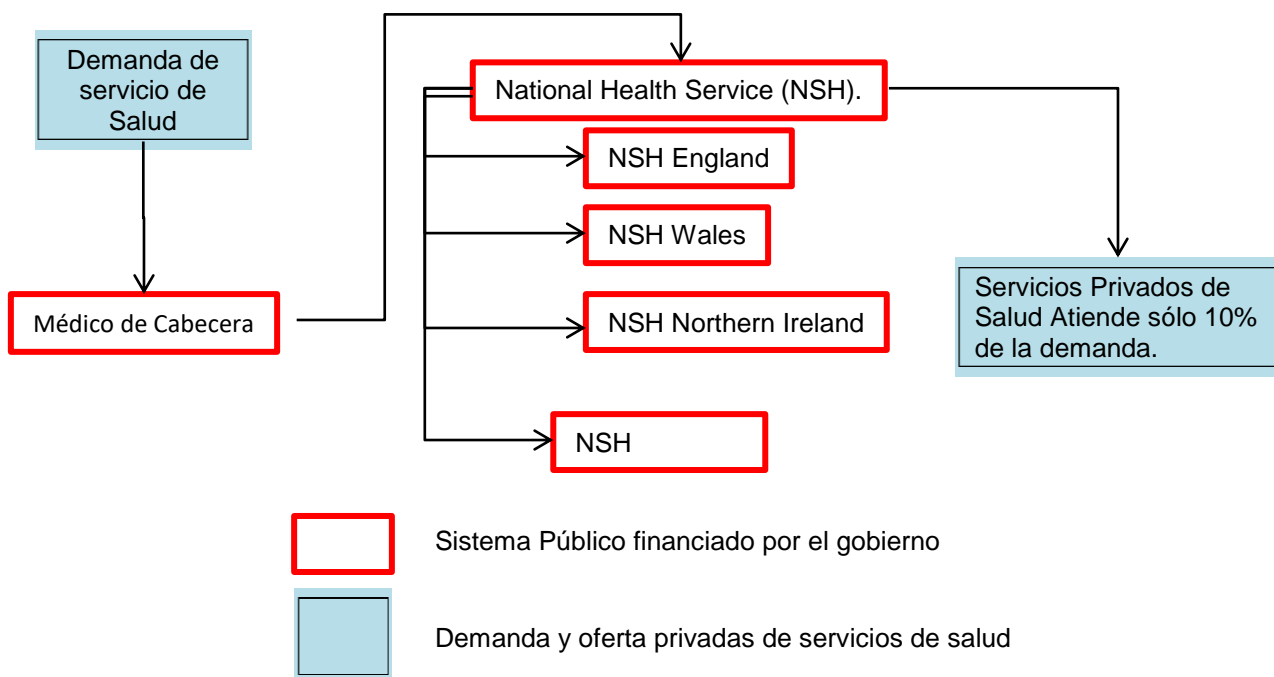 Demanda de
servicio de
Salud
National Health Service (NSH).
NSH England
NSH Wales
Servicios Privados de
Salud Atiende sólo 10%
de la demanda.
Médico de Cabecera
NSH Northern Ireland
NSH
Sistema Público financiado por el gobierno
Demanda y oferta privadas de servicios de salud